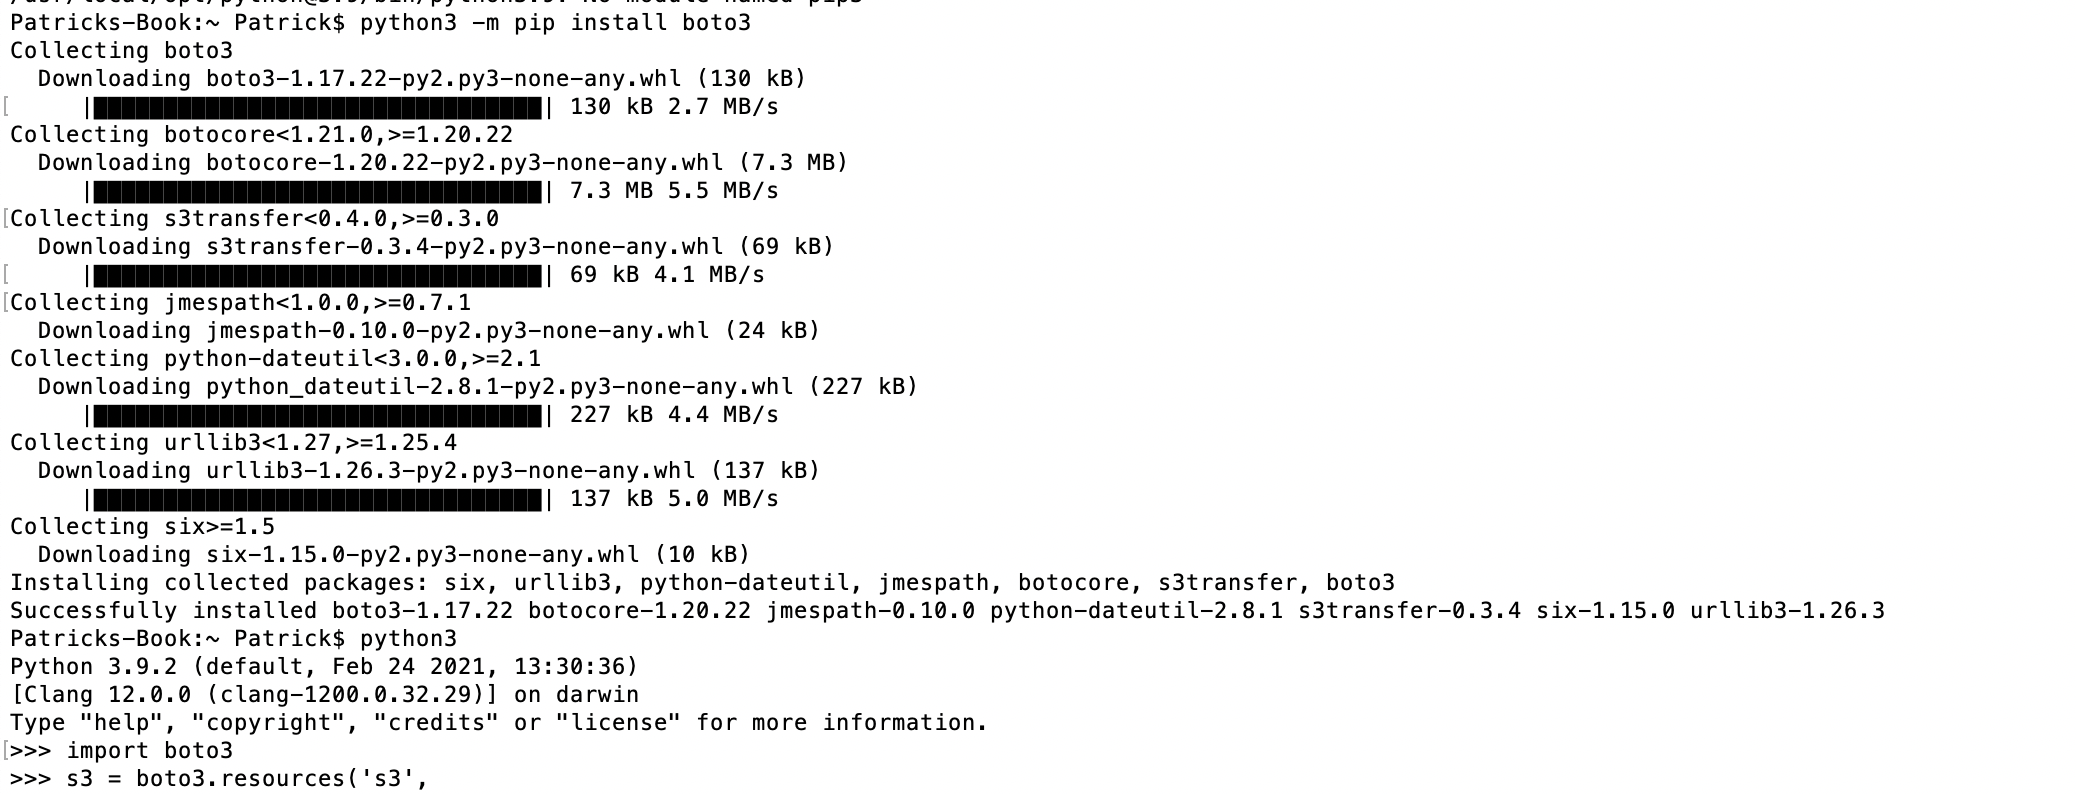 Patricks-Book:~ Patrick$ python3 -m pip install boto3
Collecting boto3
  Downloading boto3-1.17.22-py2.py3-none-any.whl (130 kB)
[     |████████████████████████████████| 130 kB 2.7 MB/s
Collecting botocore<1.21.0,>=1.20.22
  Downloading botocore-1.20.22-py2.py3-none-any.whl (7.3 MB)
     |████████████████████████████████| 7.3 MB 5.5 MB/s
[Collecting s3transfer<0.4.0,>=0.3.0
  Downloading s3transfer-0.3.4-py2.py3-none-any.whl (69 kB)
[     |████████████████████████████████| 69 kB 4.1 MB/s
[Collecting jmespath<1.0.0,>=0.7.1
  Downloading jmespath-0.10.0-py2.py3-none-any.whl (24 kB)
Collecting python-dateutil<3.0.0,>=2.1
  Downloading python_dateutil-2.8.1-py2.py3-none-any.whl (227 kB)
     |████████████████████████████████| 227 kB 4.4 MB/s
Collecting urllib3<1.27,>=1.25.4
  Downloading urllib3-1.26.3-py2.py3-none-any.whl (137 kB)
     |████████████████████████████████| 137 kB 5.0 MB/s
Collecting six>=1.5
  Downloading six-1.15.0-py2.py3-none-any.whl (10 kB)
Installing collected packages: six, urllib3, python-dateutil, jmespath, botocore, s3transfer, boto3
Successfully installed boto3-1.17.22 botocore-1.20.22 jmespath-0.10.0 python-dateutil-2.8.1 s3transfer-0.3.4 six-1.15.0 urllib3-1.26.3
Patricks-Book:~ Patrick$ python3
Python 3.9.2 (default, Feb 24 2021, 13:30:36)
[Clang 12.0.0 (clang-1200.0.32.29)] on darwin
Type "help", "copyright", "credits" or "license" for more information.
[>>> import boto3
>>> s3 = boto3.resources('s3',